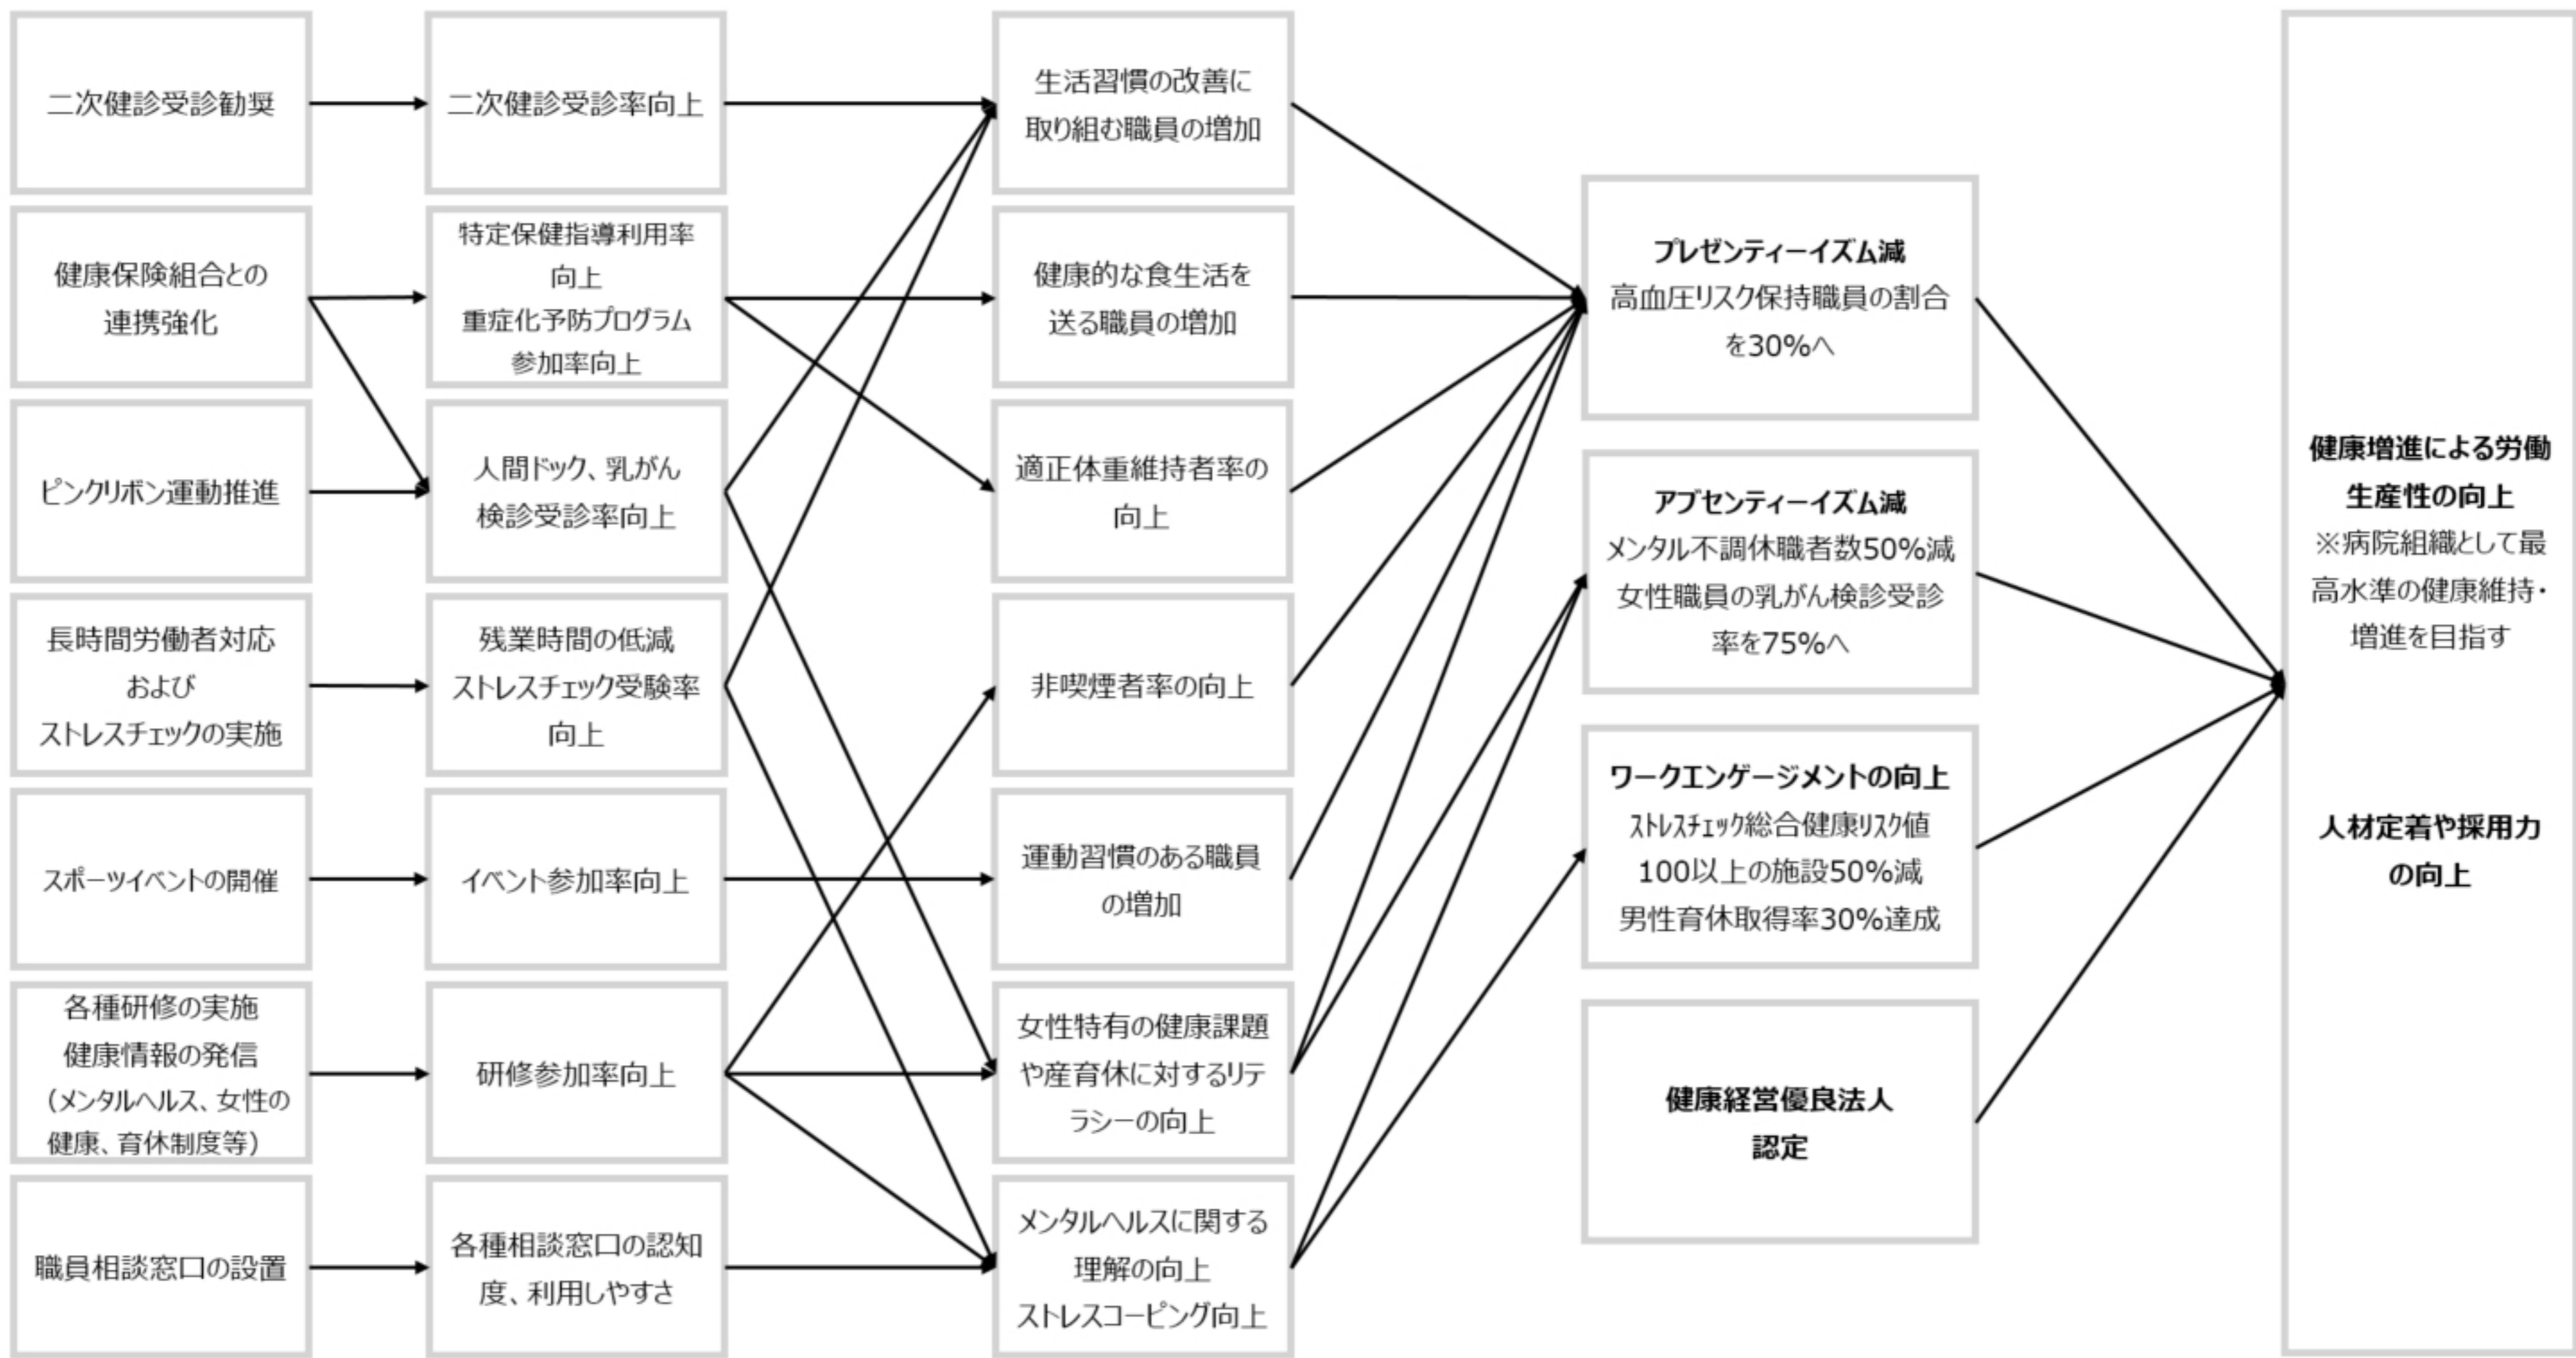 二次健診受診勧奨
健康保険組合との
連携強化
ピンクリボン運動推進
長時間労働者対応
および
ストレスチェックの実施
スポーツイベントの開催
各種研修の実施
健康情報の発信
（メンタルヘルス、女性の
健康、育休制度等）
職員相談窓口の設置
二次健診受診率向上
特定保健指導利用率
向上
重症化予防プログラム
参加率向上
人間ドック、乳がん
検診受診率向上
残業時間の低減
ストレスチェック受験率
向上
イベント参加率向上
研修参加率向上
各種相談窓口の認知
度、利用しやすさ
生活習慣の改善に
取り組む職員の増加
健康的な食生活を
送る職員の増加
適正体重維持者率の
向上
非喫煙者率の向上
運動習慣のある職員
の増加
女性特有の健康課題
や産育休に対するリテ
ラシーの向上
メンタルヘルスに関する
理解の向上
ストレスコーピング向上
プレゼンティーイズム減
高血圧リスク保持職員の割合
を30%へ
アブセンティーイズム減
メンタル不調休職者数50%減
女性職員の乳がん検診受診
率を75%へ
ワークエンゲージメントの向上
ｽﾄﾚｽﾁｪｯｸ総合健康ﾘｽｸ値
100以上の施設50%減
男性育休取得率30%達成
健康経営優良法人
認定
健康増進による労働
生産性の向上
※病院組織として最
高水準の健康維持・
増進を目指す
人材定着や採用力
の向上